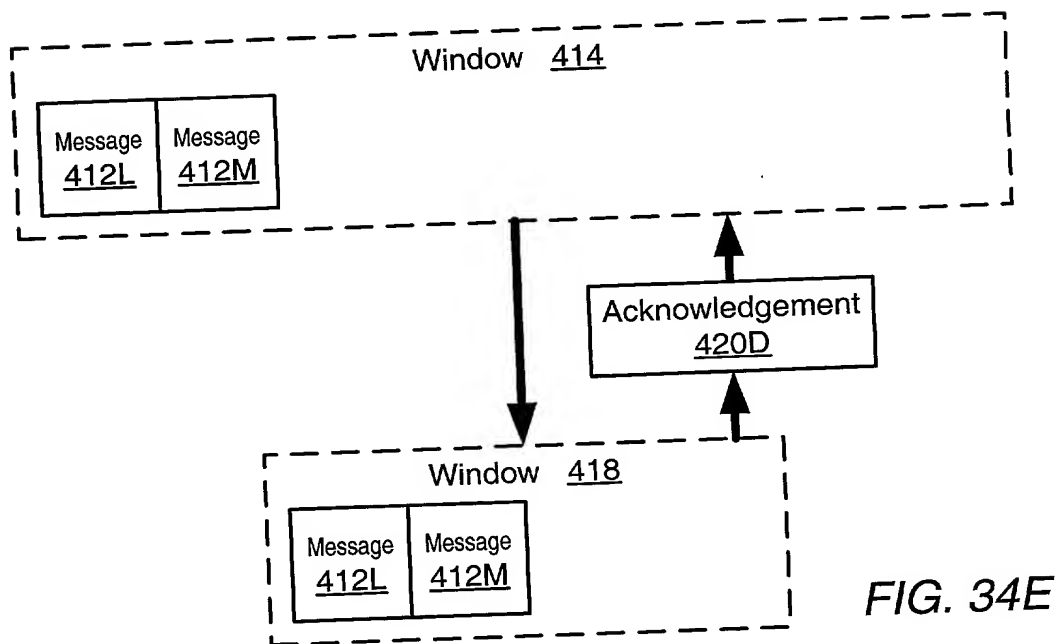 Window 414
Message Message
412L 412M
Acknowledgement
420D
Window 418
Message Message
412L 412M
FIG. 34E